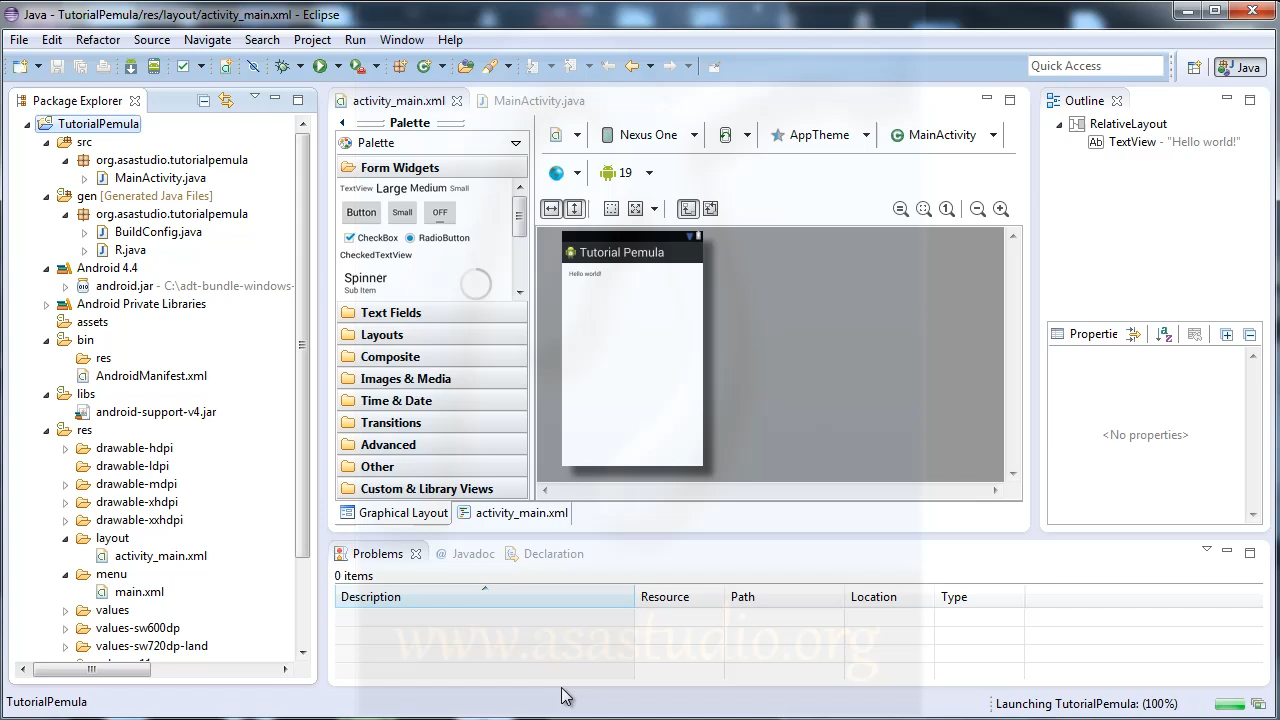 Java - TutorialPemula/res/layout/activity_main.xml - Eclipse
File Edit Refactor Source Navigate Search Project Run Window Help
Quick Access Java
Package Explorer
TutorialPemula
src
org.asastudio.tutorialpemula
MainActivity.java
gen [Generated Java Files]
org.asastudio.tutorialpemula
BuildConfig.java
R.java
Android 4.4
android.jar - C:\adt-bundle-windows-
Android Private Libraries
assets
bin
res
AndroidManifest.xml
libs
android-support-v4.jar
res
drawable-hdpi
drawable-ldpi
drawable-mdpi
drawable-xhdpi
drawable-xxhdpi
layout
activity_main.xml
menu
main.xml
values
values-sw600dp
values-sw720dp-land
activity_main.xml MainActivity.java
Palette
Palette
Form Widgets
TextView Large Medium Small
Button Small OFF
CheckBox RadioButton
CheckedTextView
Spinner
Sub Item
Text Fields
Layouts
Composite
Images & Media
Time & Date
Transitions
Advanced
Other
Custom & Library Views
Nexus One AppTheme MainActivity
19
Tutorial Pemula
Hello world!
Graphical Layout activity_main.xml
Outline
RelativeLayout
Ab TextView - "Hello world!"
Propertie
<No properties>
Problems @ Javadoc Declaration
0 items
Description Resource Path Location Type
www.asastudio.org
TutorialPemula Launching TutorialPemula: (100%)